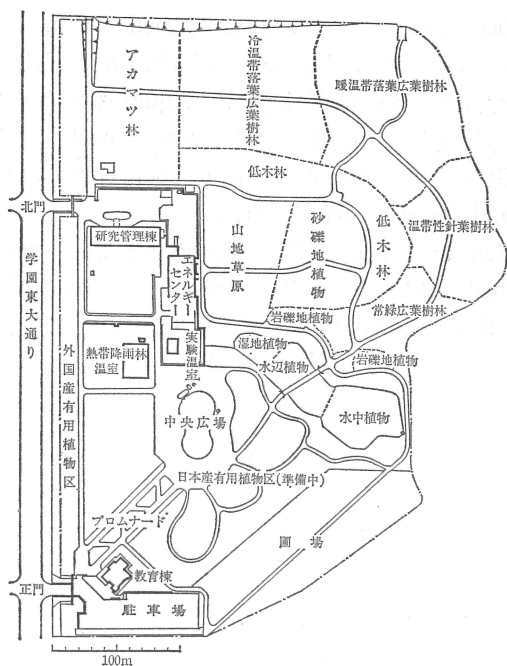 アカマツ林
冷温帯落葉広葉樹林
暖温帯落葉広葉樹林
低木林
北門
研究管理棟
山地草原
砂礫地植物
低木林
温帯性針葉樹林
学園東大通り
エネルギー
センター
常緑広葉樹林
岩礫地植物
外国産有用植物区
熱帯降雨林
温室
実験温室
湿地植物
水辺植物
岩礫地植物
中央広場
水中植物
日本産有用植物区(準備中)
プロムナード
圃場
教育棟
正門
駐車場
100m